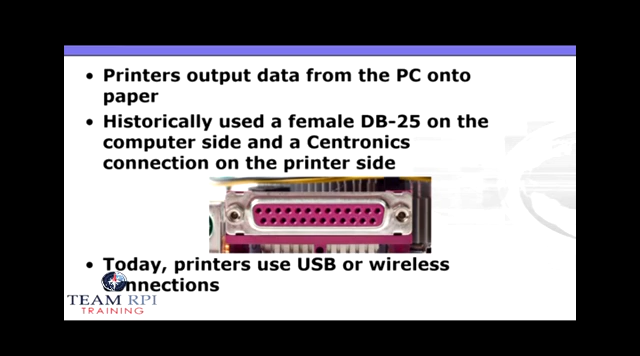 • Printers output data from the PC onto
paper
• Historically used a female DB-25 on the
computer side and a Centronics
connection on the printer side
• Today, printers use USB or wireless
connections
TEAM RPI
TRAINING